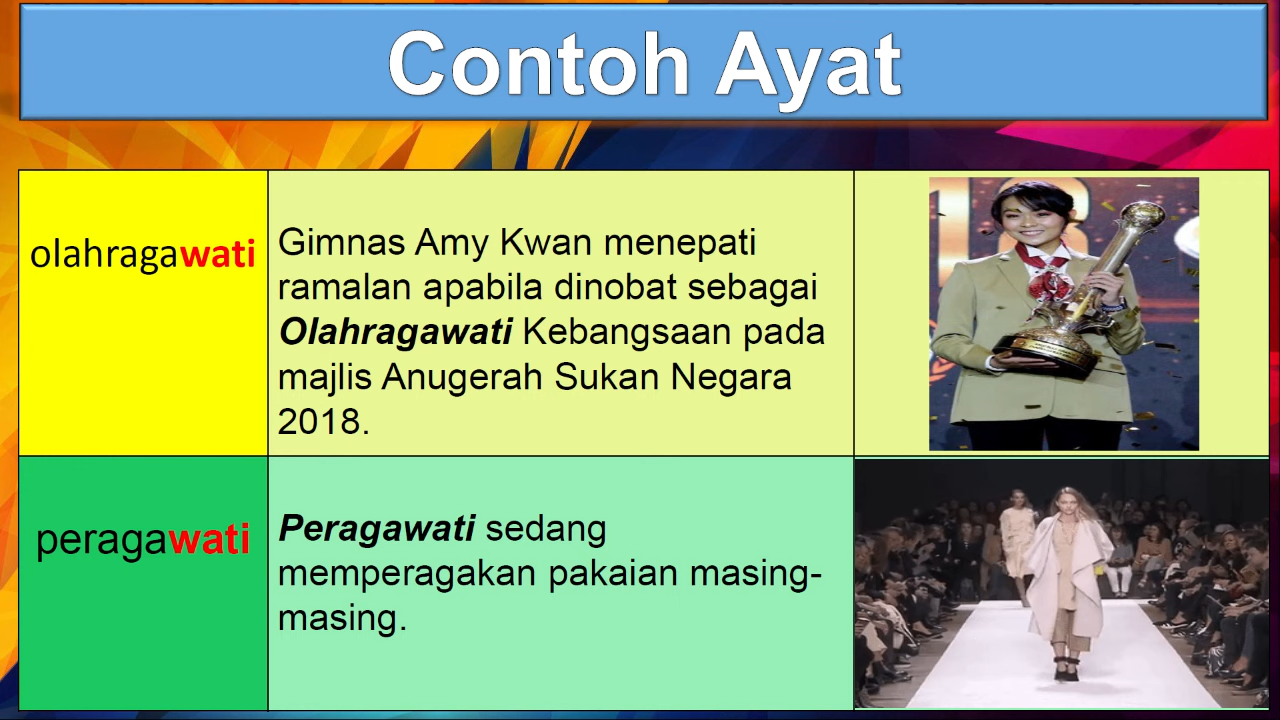 Contoh Ayat
olahragawati
Gimnas Amy Kwan menepati
ramalan apabila dinobat sebagai
Olahragawati Kebangsaan pada
majlis Anugerah Sukan Negara
2018.
peragawati
Peragawati sedang
memperagakan pakaian masing-
masing.